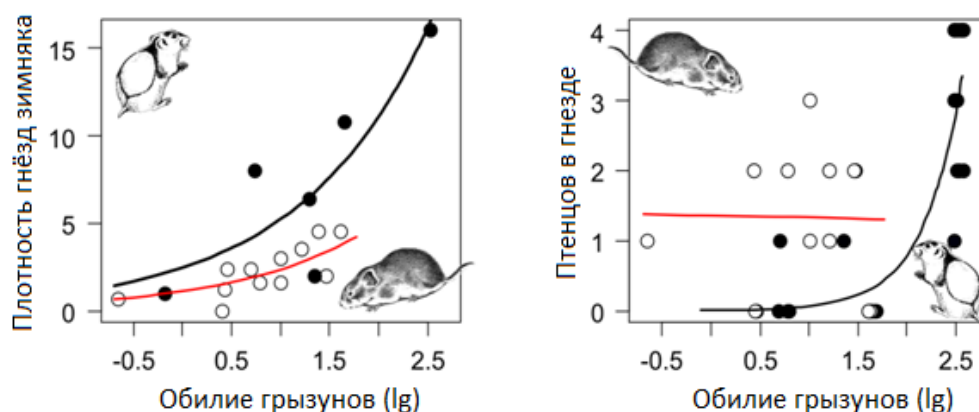 Плотность гнёзд зимняка
15
10
5
0
-0.5 0.5 1.5 2.5
Обилие грызунов (lg)
Птенцов в гнезде
4
3
2
1
0
-0.5 0.5 1.5 2.5
Обилие грызунов (lg)